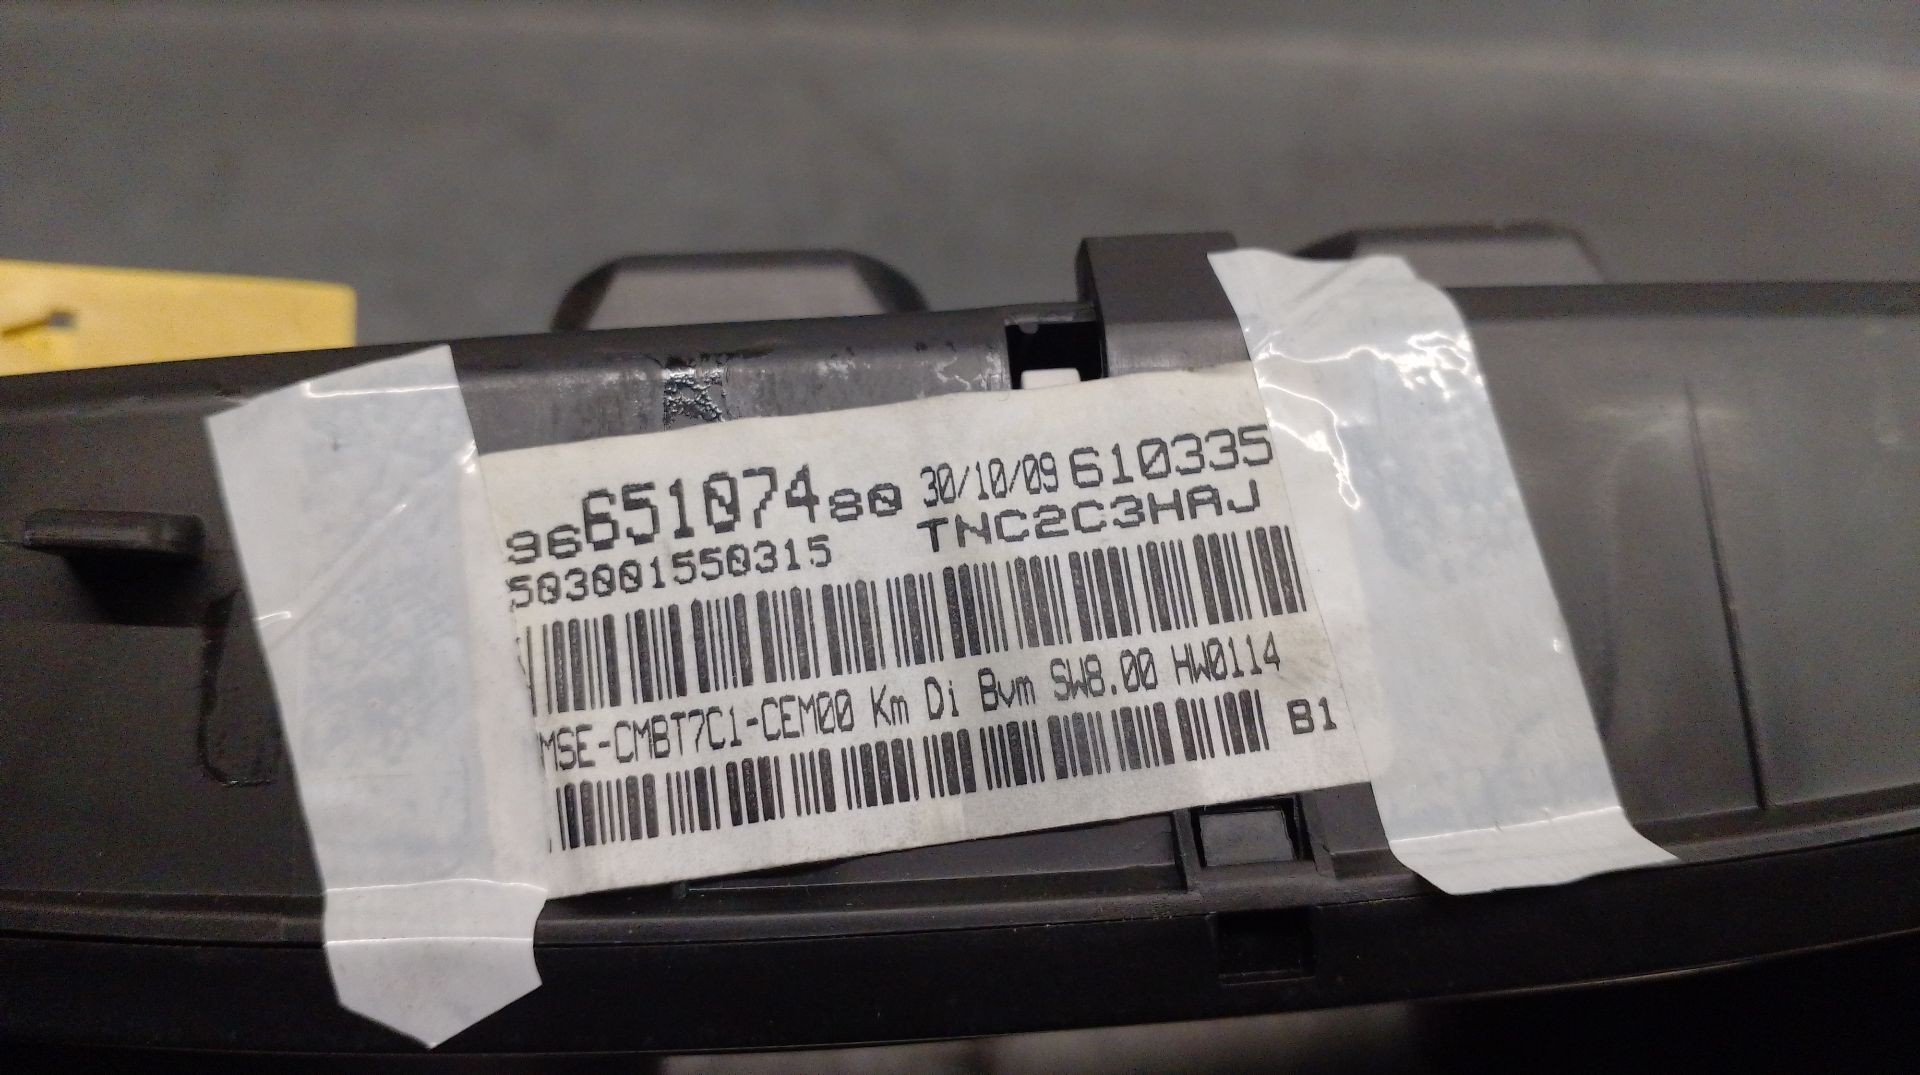 9665107480 30/10/09 610335
503001550315 TNC2C3HAJ
MSE-CMBT7C1-CEM00 Km Di Bvm SW8.00 HW0114
B1